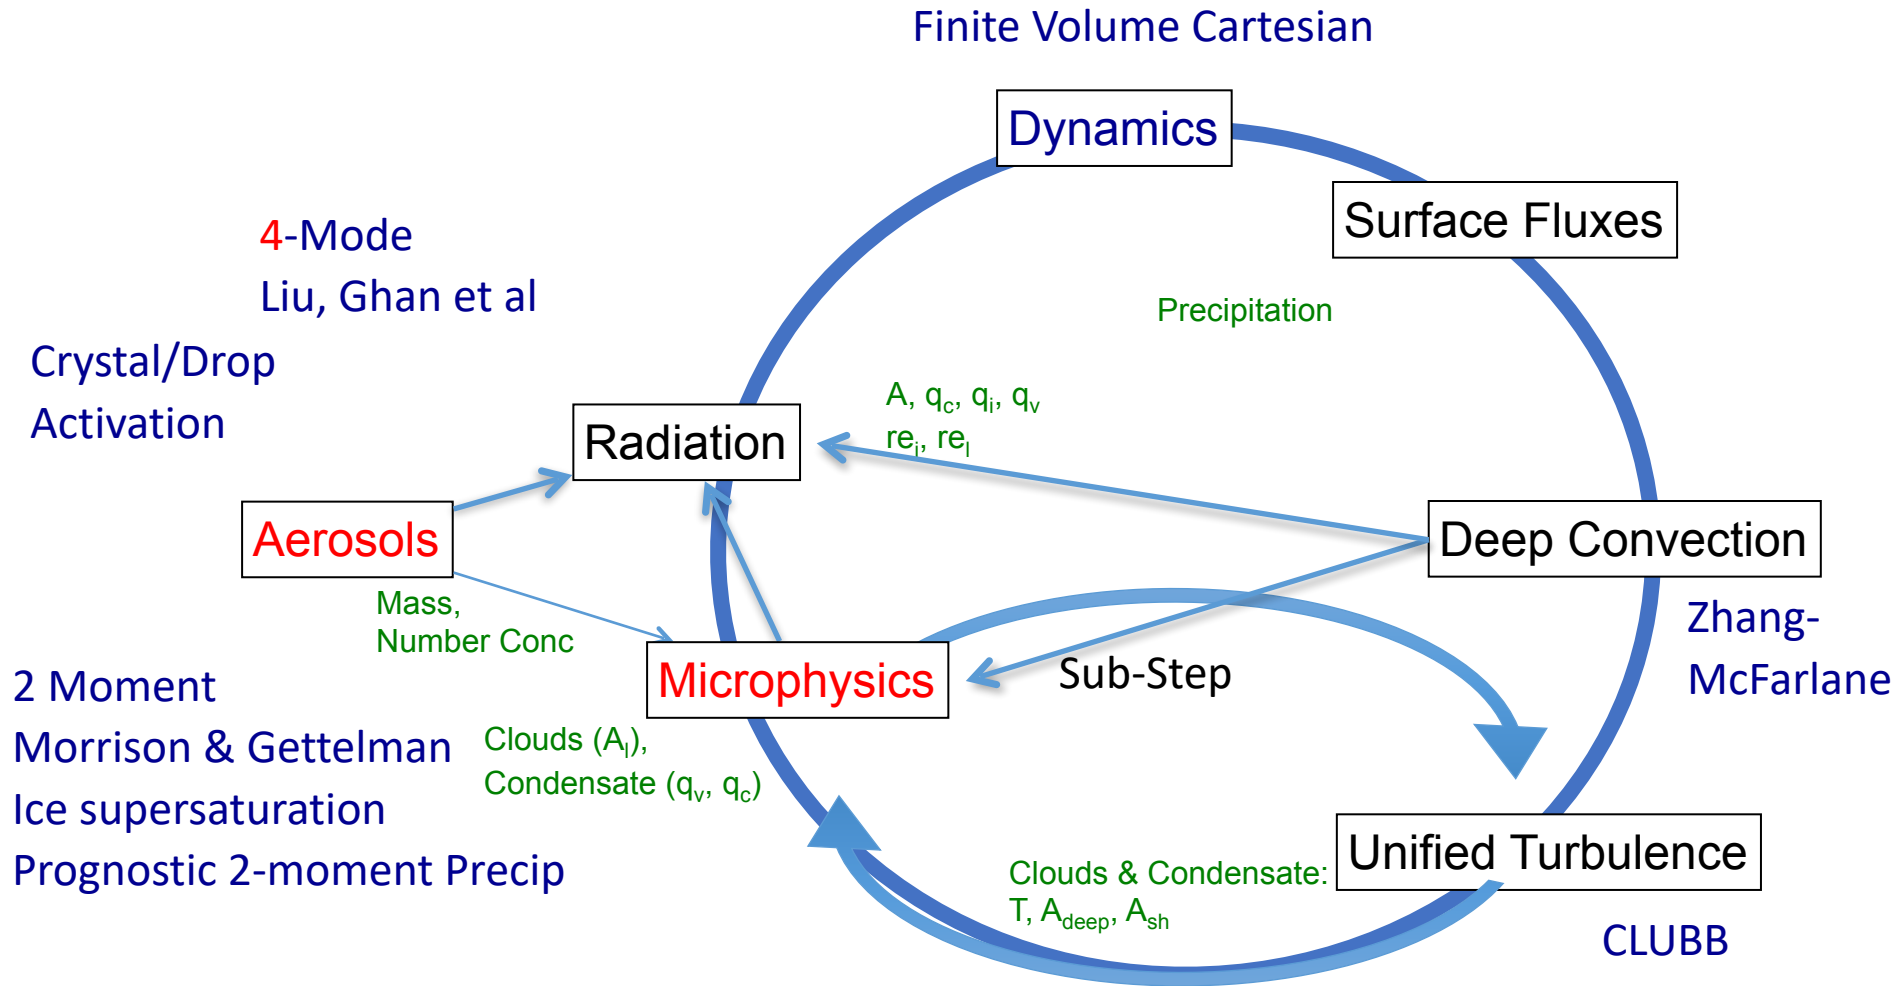 Finite Volume Cartesian
Dynamics
Surface Fluxes
4-Mode
Liu, Ghan et al
Precipitation
Crystal/Drop
Activation
A, qc, qi, qv
rei, rel
Radiation
Aerosols
Deep Convection
Mass,
Number Conc
Zhang-
McFarlane
Microphysics
Sub-Step
2 Moment
Morrison & Gettelman
Ice supersaturation
Prognostic 2-moment Precip
Clouds (Al),
Condensate (qv, qc)
Unified Turbulence
Clouds & Condensate:
T, Adeep, Ash
CLUBB